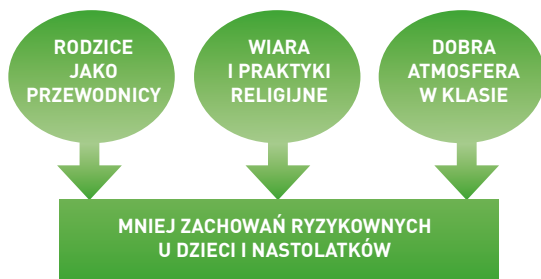 RODZICE
JAKO
PRZEWODNICY
WIARA
I PRAKTYKI
RELIGIJNE
DOBRA
ATMOSFERA
W KLASIE
MNIEJ ZACHOWAŃ RYZYKOWNYCH
U DZIECI I NASTOLATKÓW